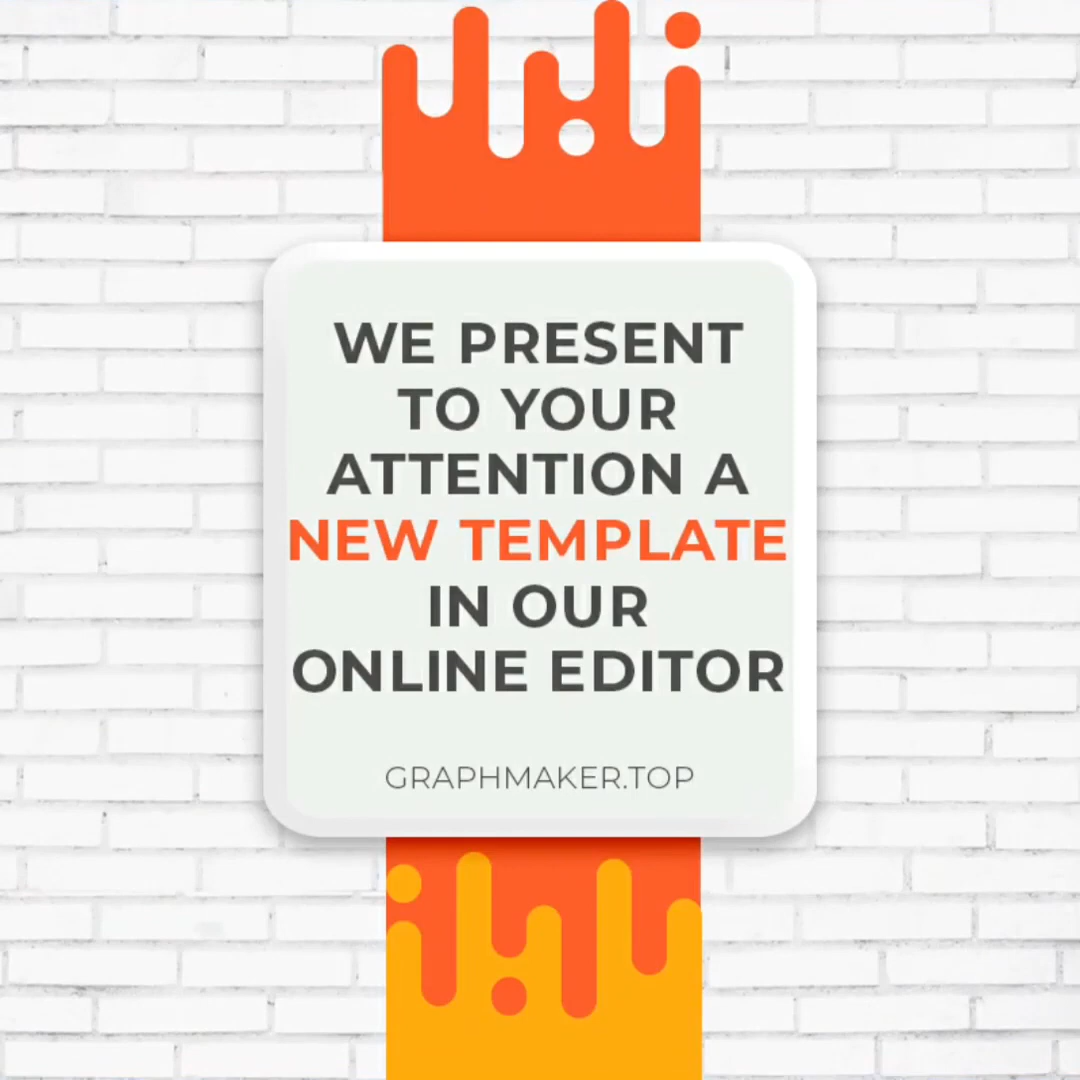 WE PRESENT
TO YOUR
ATTENTION A
NEW TEMPLATE
IN OUR
ONLINE EDITOR
GRAPHMAKER.TOP